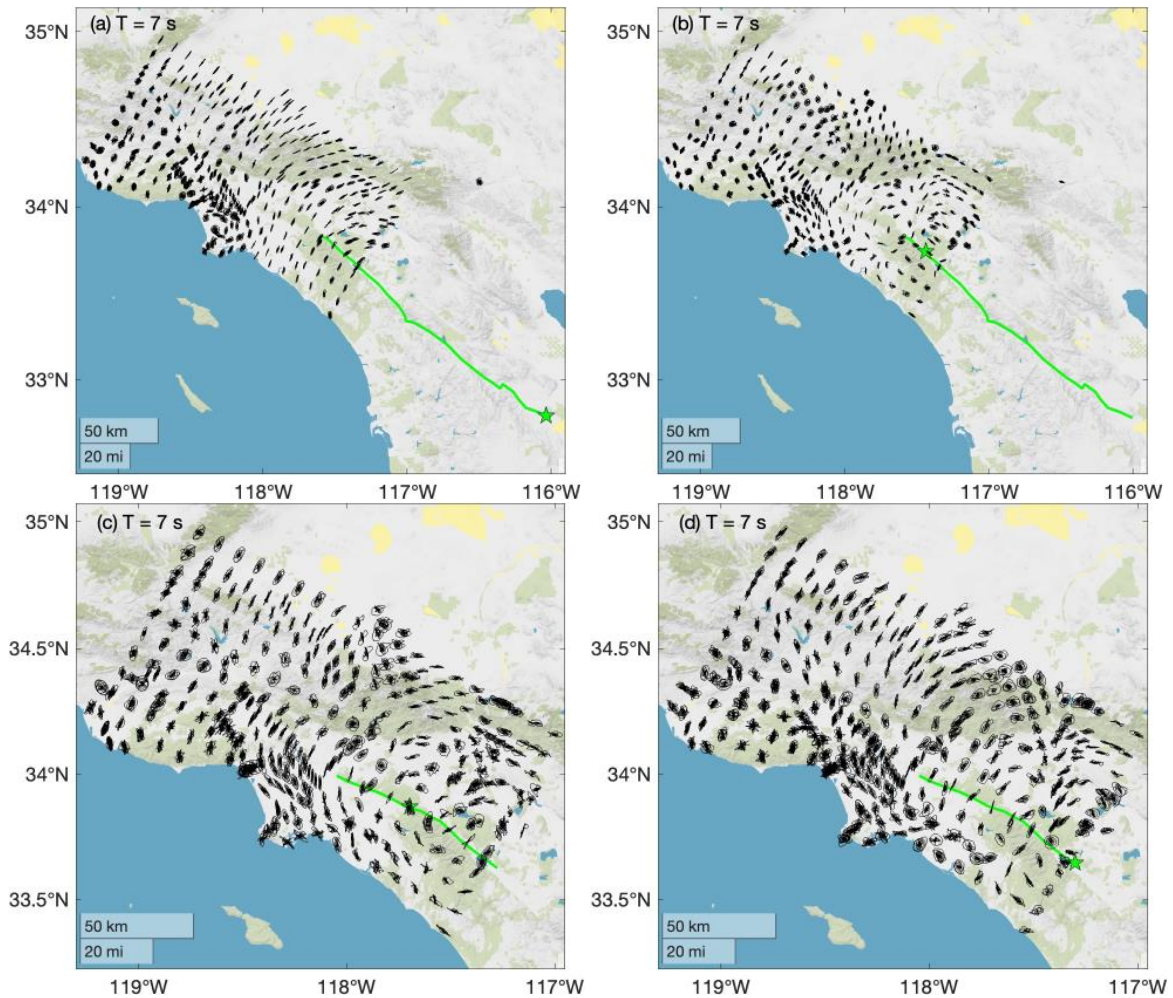 (a) T = 7 s
35°N
34°N
33°N
50 km
20 mi
119°W 118°W 117°W 116°W
(b) T = 7 s
35°N
34°N
33°N
50 km
20 mi
119°W 118°W 117°W 116°W
(c) T = 7 s
35°N
34.5°N
34°N
33.5°N
50 km
20 mi
119°W 118°W 117°W
(d) T = 7 s
35°N
34.5°N
34°N
33.5°N
50 km
20 mi
119°W 118°W 117°W